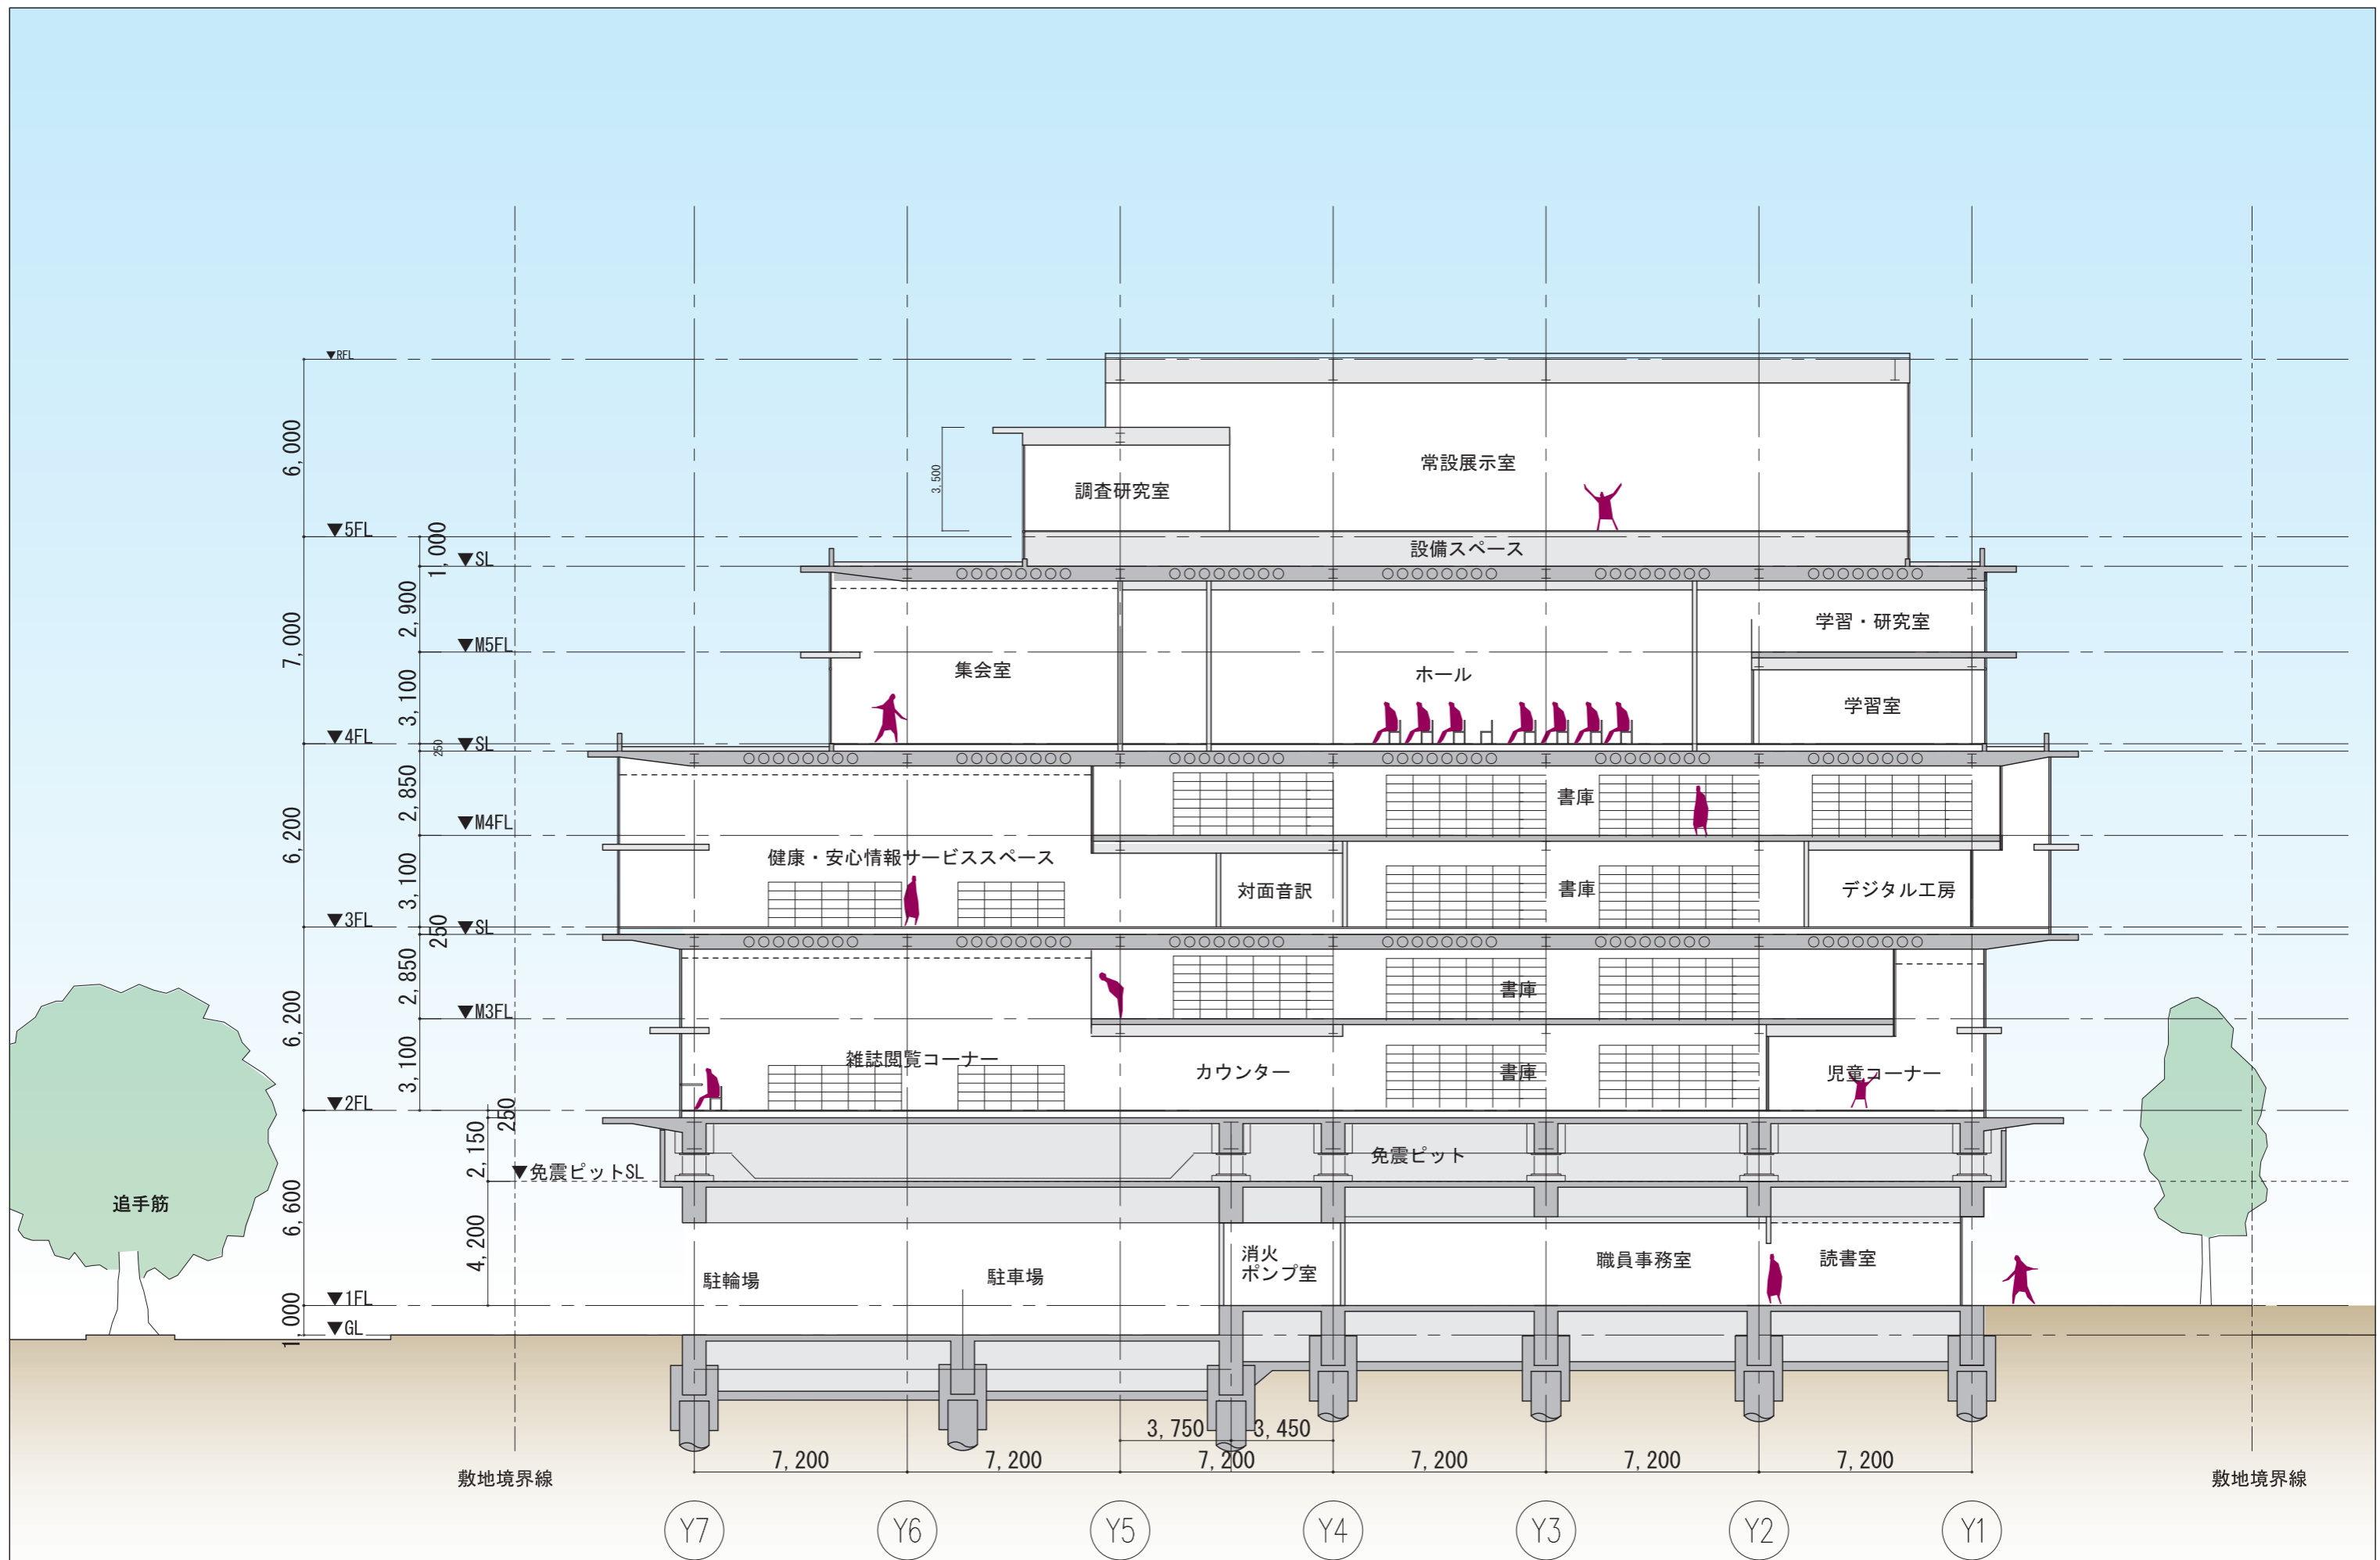 ▼RFL
6,000
3,500
常設展示室
調査研究室
▼5FL
1,000
▼SL
設備スペース
2,900
7,000
学習・研究室
▼M5FL
集会室
ホール
3,100
学習室
▼4FL
250
▼SL
2,850
書庫
▼M4FL
6,200
健康・安心情報サービススペース
3,100
対面音訳
書庫
デジタル工房
▼3FL
250
▼SL
2,850
書庫
▼M3FL
6,200
3,100
雑誌閲覧コーナー
カウンター
書庫
児童コーナー
▼2FL
250
2,150
▼免震ピットSL
免震ピット
追手筋
6,600
4,200
消火
ポンプ室
職員事務室
読書室
駐輪場
駐車場
▼1FL
1,000
▼GL
3,750
3,450
7,200
7,200
7,200
7,200
7,200
7,200
敷地境界線
敷地境界線
Y7
Y6
Y5
Y4
Y3
Y2
Y1